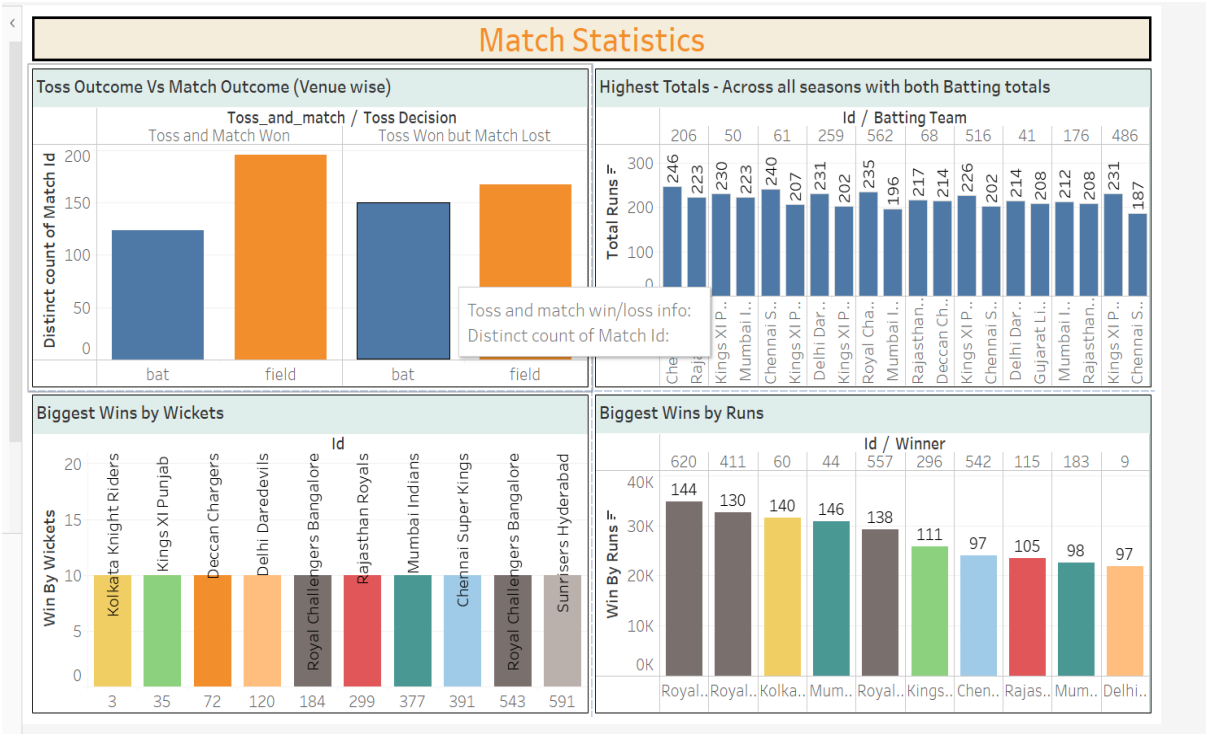 Match Statistics
Toss Outcome Vs Match Outcome (Venue wise)
Toss_and_match / Toss Decision
Toss and Match Won
Toss Won but Match Lost
Distinct count of Match Id
200
150
100
50
0
bat
field
bat
field
Toss and match win/loss info:
Distinct count of Match Id:
Highest Totals - Across all seasons with both Batting totals
Id / Batting Team
206 50 61 259 562 68 516 41 176 486
Total Runs
300
200
100
0
246 223 230 223 240 207 231 202 235 196 217 214 226 202 214 208 212 208 231 187
Che
Raj
Kings XI P..
Mumbai I..
Chennai S..
Kings XI P..
Delhi Dar..
Kings XI P..
Royal Cha..
Mumbai I..
Rajasthan..
Deccan Ch..
Kings XI P..
Chennai S..
Delhi Dar..
Gujarat Li..
Mumbai I..
Rajasthan..
Kings XI P..
Chennai S..
Biggest Wins by Wickets
Id
Win By Wickets
20
15
10
5
0
Kolkata Knight Riders
Kings XI Punjab
Deccan Chargers
Delhi Daredevils
Royal Challengers Bangalore
Rajasthan Royals
Mumbai Indians
Chennai Super Kings
Royal Challengers Bangalore
Sunrisers Hyderabad
3 35 72 120 184 299 377 391 543 591
Biggest Wins by Runs
Id / Winner
620 411 60 44 557 296 542 115 183 9
Win By Runs
40K
30K
20K
10K
0K
144 130 140 146 138 111 97 105 98 97
Royal.. Royal.. Kolka.. Mum.. Royal.. Kings.. Chen.. Rajas.. Mum.. Delhi..